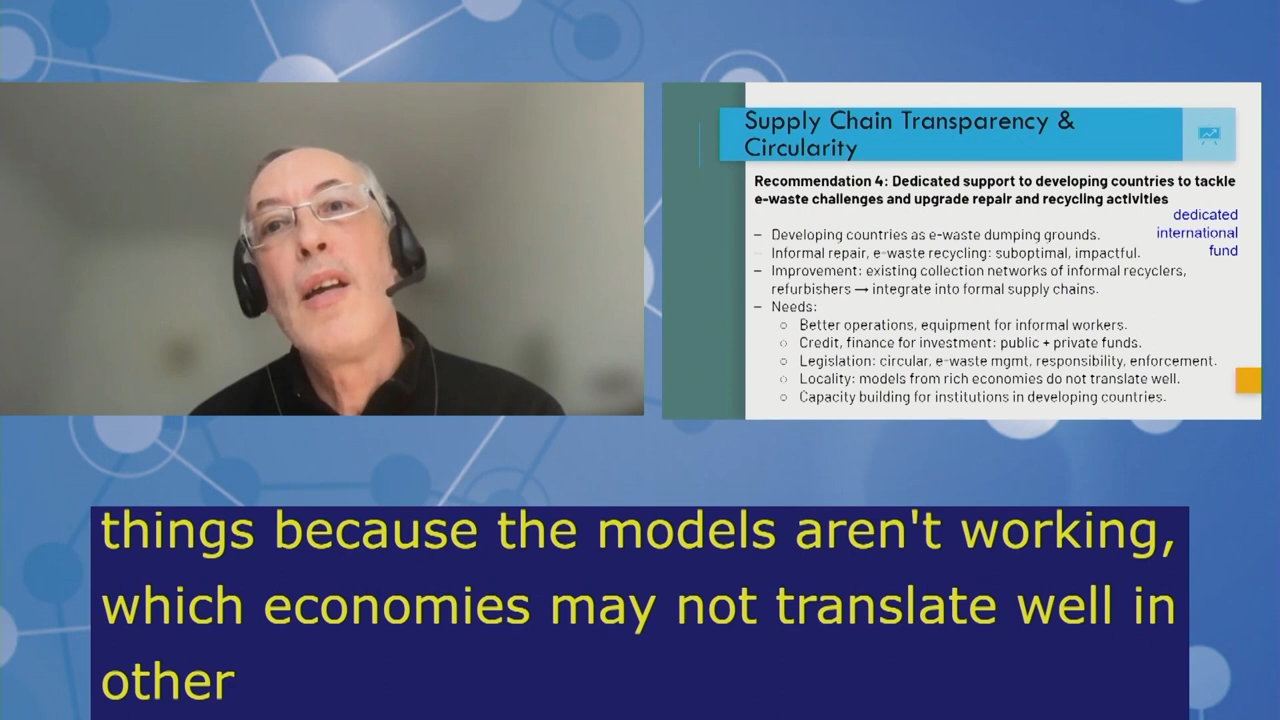 Supply Chain Transparency &
Circularity
Recommendation 4: Dedicated support to developing countries to tackle
e-waste challenges and upgrade repair and recycling activities
dedicated
international
fund
– Developing countries as e-waste dumping grounds.
– Informal repair, e-waste recycling: suboptimal, impactful.
– Improvement: existing collection networks of informal recyclers,
refurbishers → integrate into formal supply chains.
– Needs:
○ Better operations, equipment for informal workers.
○ Credit, finance for investment: public + private funds.
○ Legislation: circular, e-waste mgmt, responsibility, enforcement.
○ Locality: models from rich economies do not translate well.
○ Capacity building for institutions in developing countries.
things because the models aren't working,
which economies may not translate well in
other